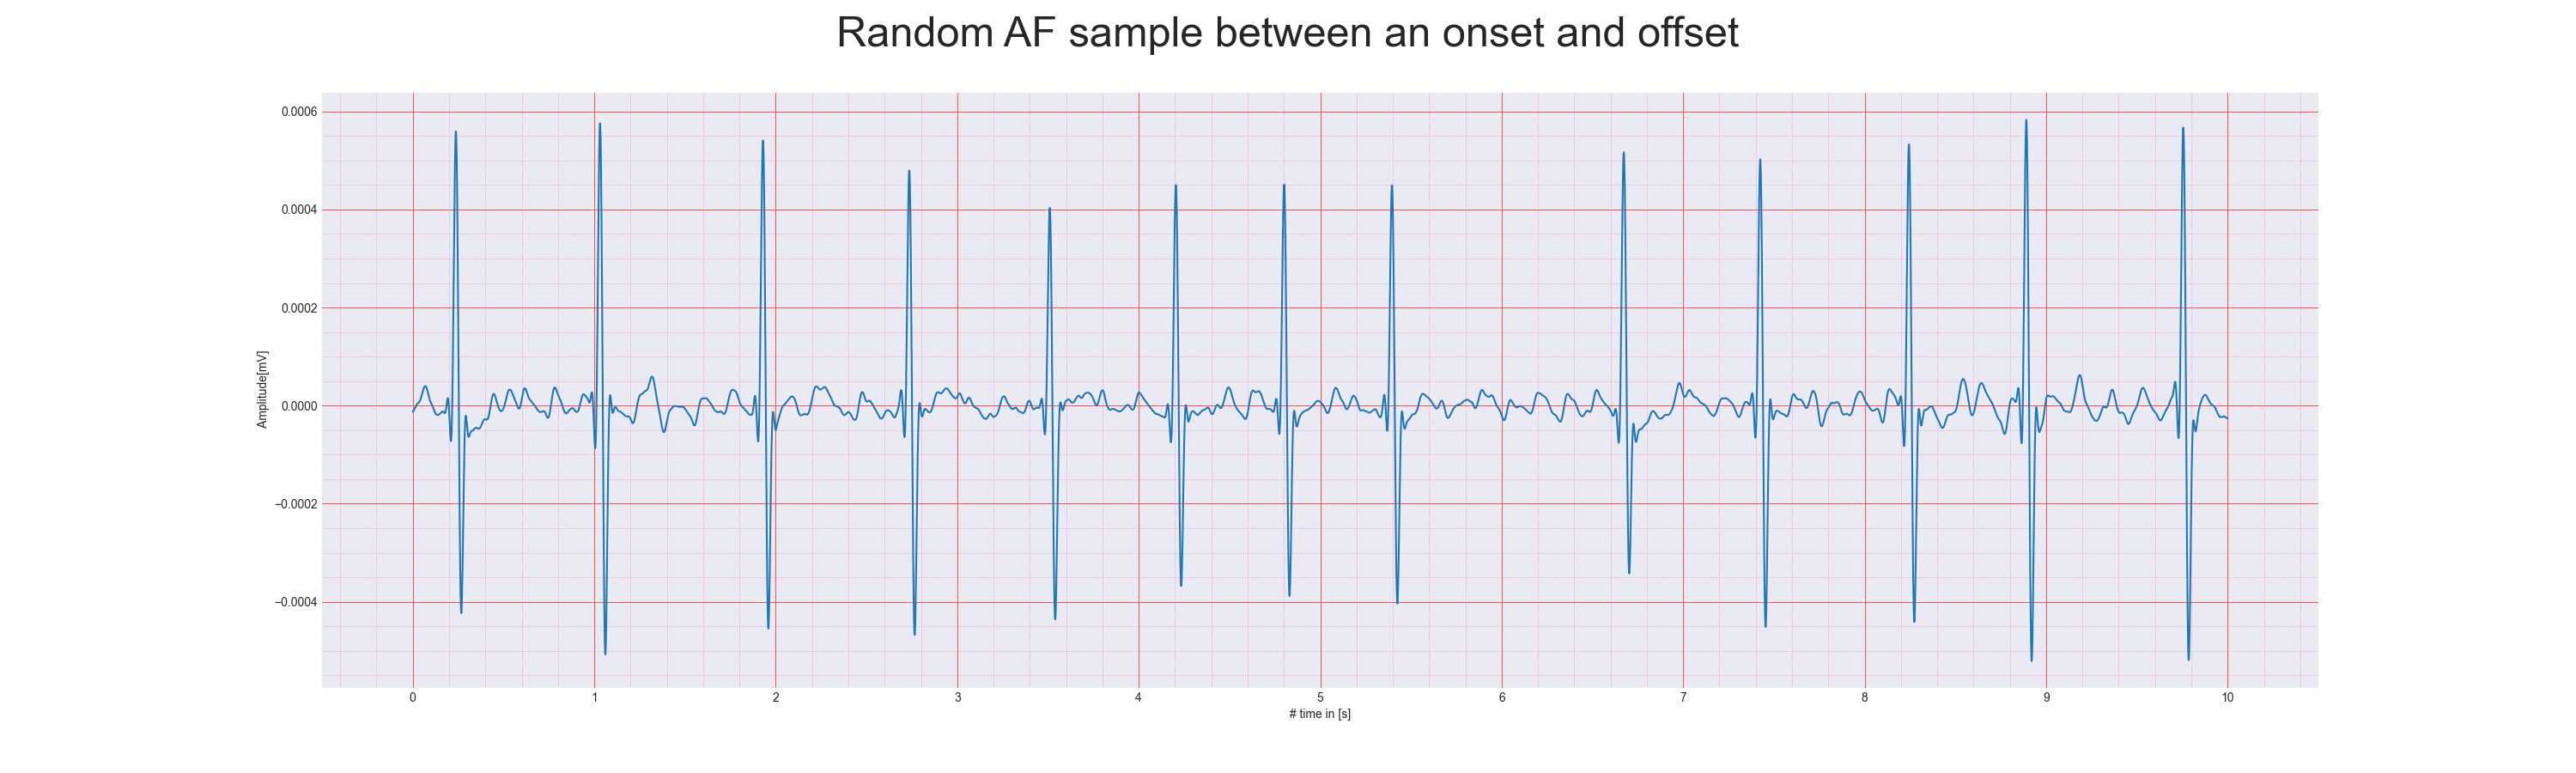 Random AF sample between an onset and offset
0.0006
0.0004
0.0002
0.0000
−0.0002
−0.0004
Amplitude[mV]
0 1 2 3 4 5 6 7 8 9 10
# time in [s]